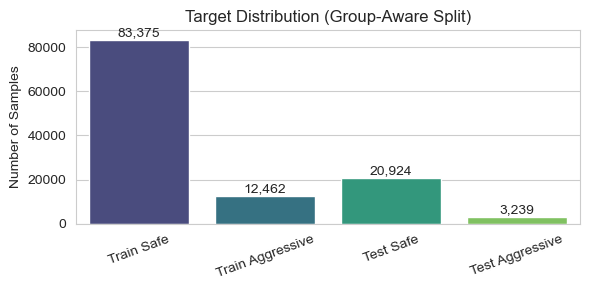 Target Distribution (Group-Aware Split)
Number of Samples
80000
60000
40000
20000
0
83,375
12,462
20,924
3,239
Train Safe
Train Aggressive
Test Safe
Test Aggressive